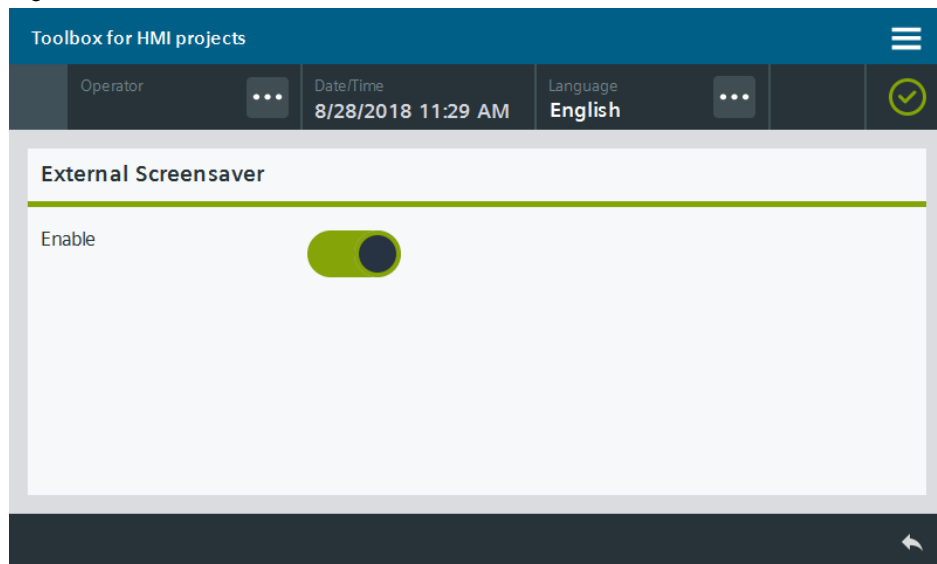 Toolbox for HMI projects
Operator
Date/Time
8/28/2018 11:29 AM
Language
English
External Screensaver
Enable